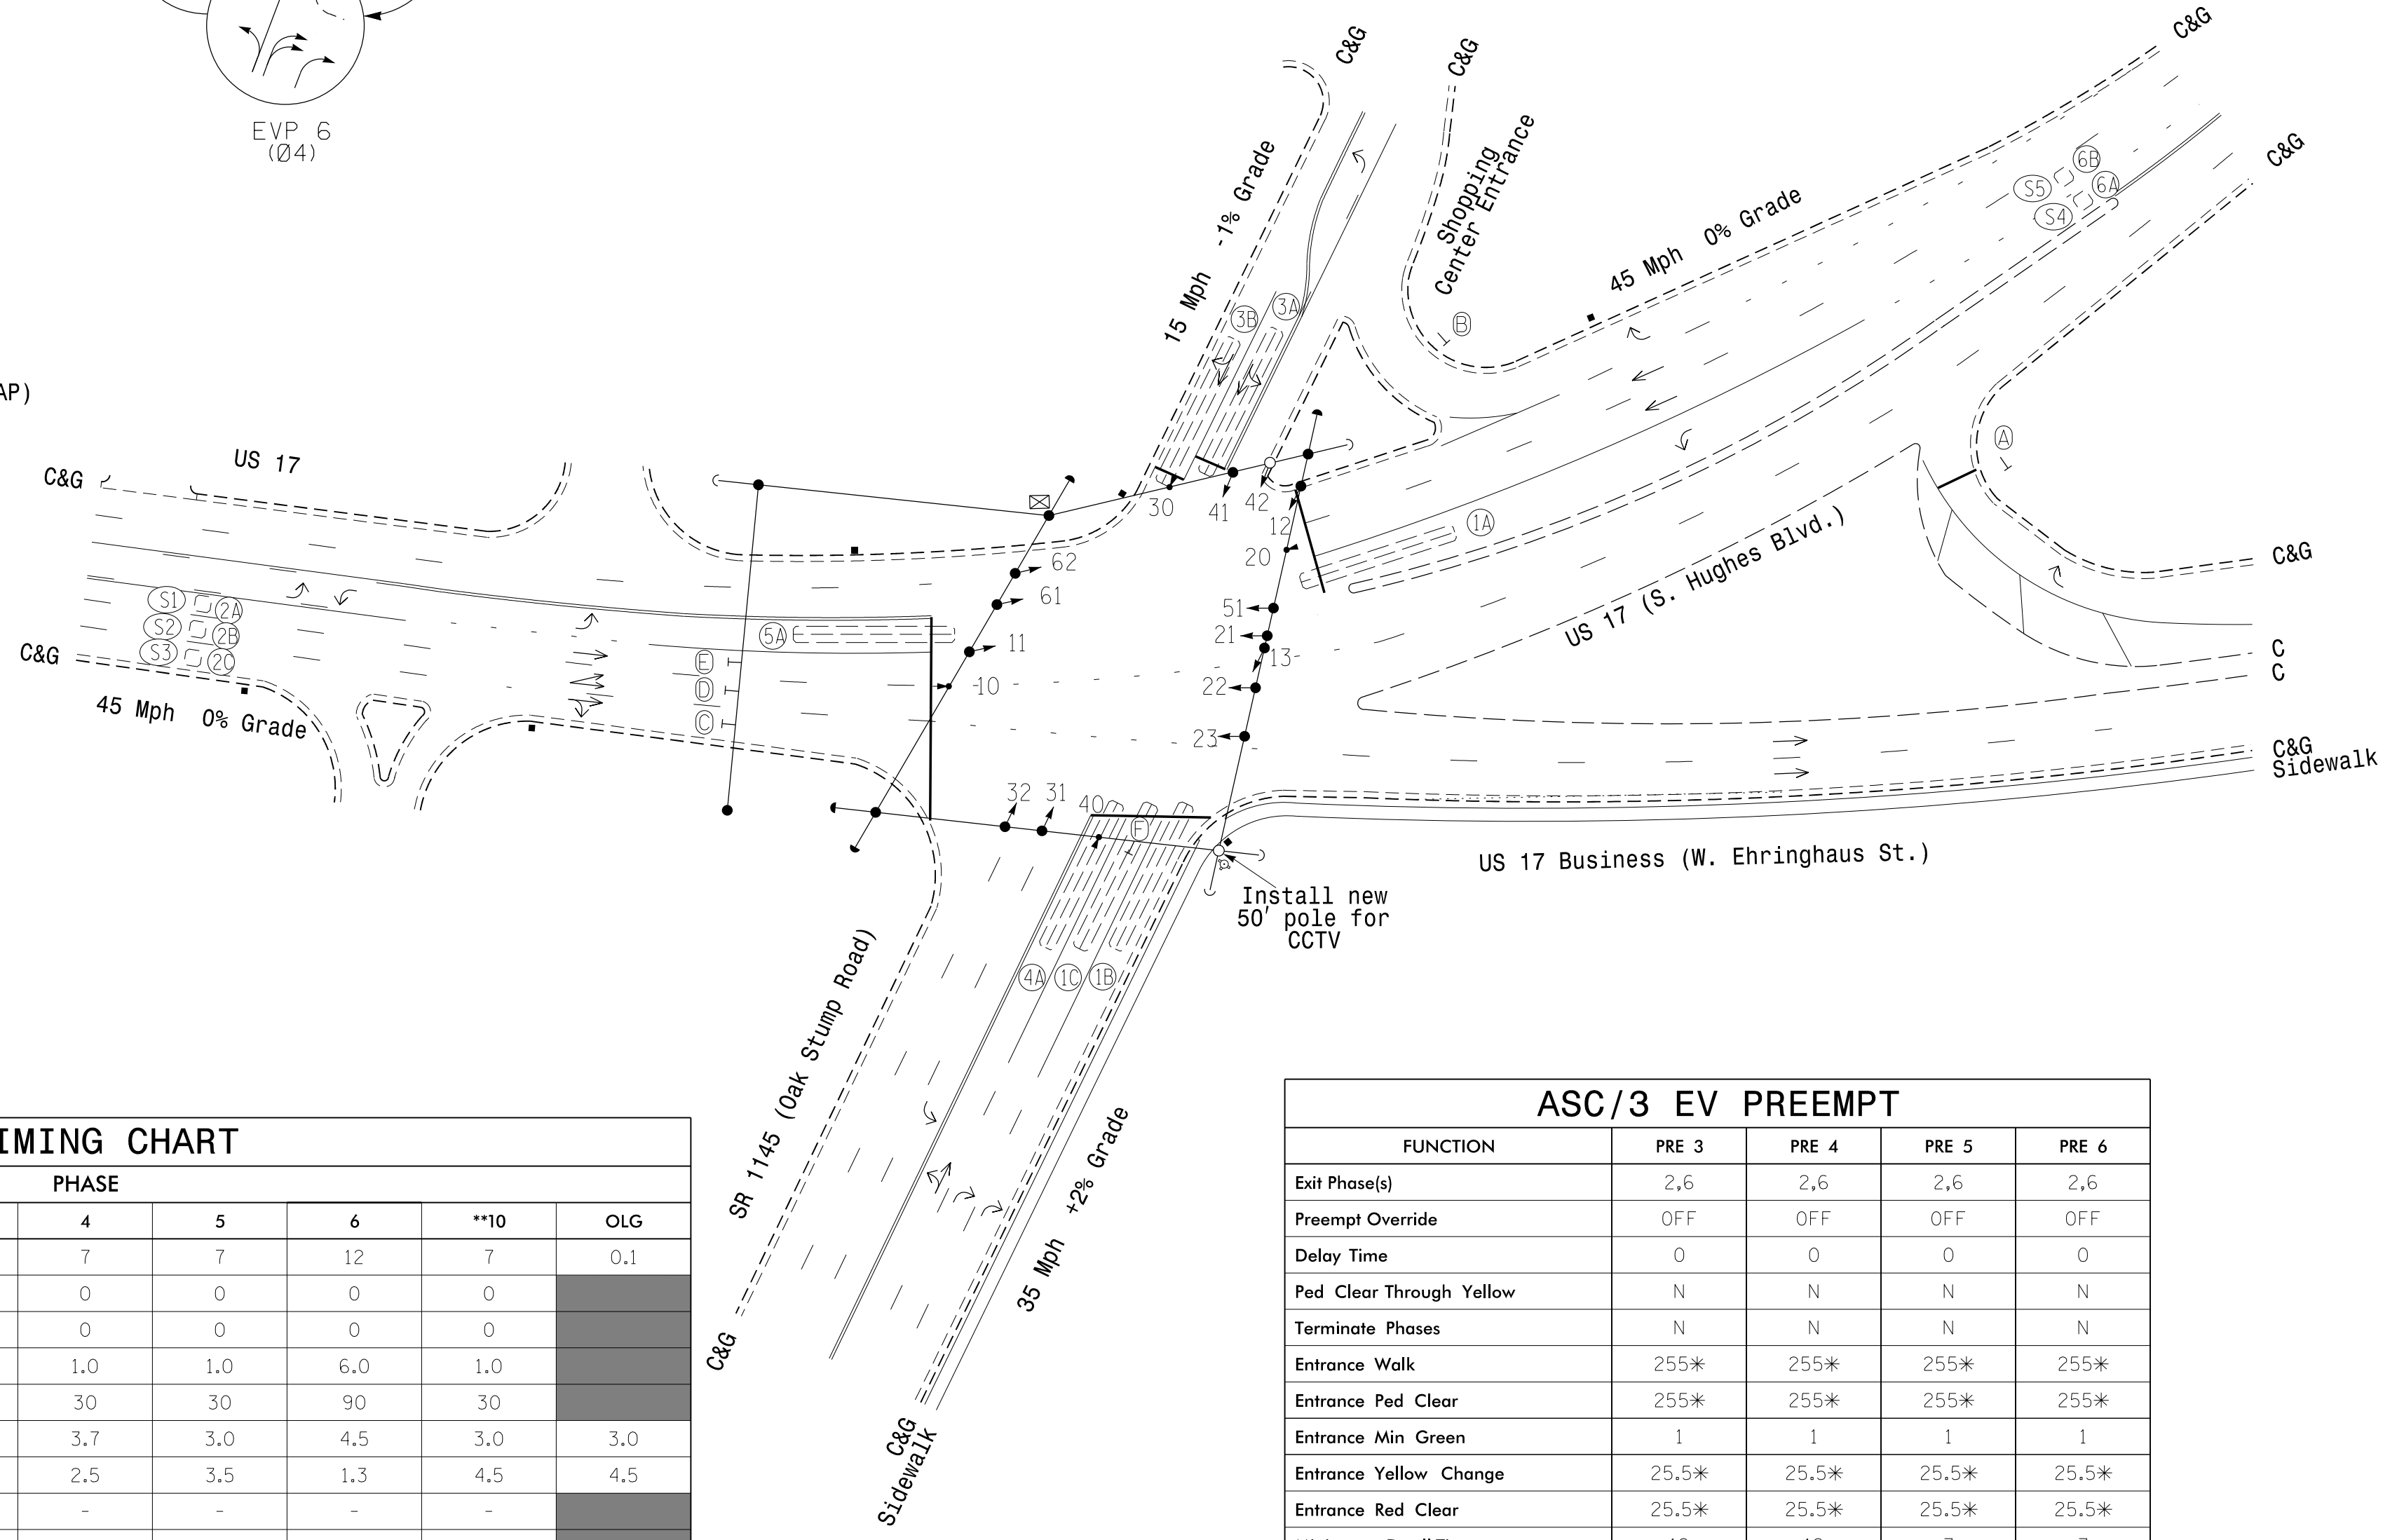 EVP 6
(Ø4)
AP)
C&G
C&G
C&G
C&G
15 Mph -1% Grade
Shopping
Center Entrance
45 Mph 0% Grade
S5
6B
6A
S4
3B
3A
B
A
US 17
C&G
S1
2A
S2
2B
S3
2C
C&G
45 Mph 0% Grade
5A
E
D
C
30
41
42
12
20
1A
62
61
11
10
51
21
13
22
23
US 17 (S. Hughes Blvd.)
C&G
C
C
C&G
Sidewalk
32
31
40
F
US 17 Business (W. Ehringhaus St.)
Install new
50' pole for
CCTV
4A
1C
1B
SR 1145 (Oak Stump Road)
35 Mph +2% Grade
C&G
C&G
Sidewalk
IMING CHART
PHASE
4 5 6 **10 OLG
7 7 12 7 0.1
0 0 0 0
0 0 0 0
1.0 1.0 6.0 1.0
30 30 90 30
3.7 3.0 4.5 3.0 3.0
2.5 3.5 1.3 4.5 4.5
- - - -
ASC/3 EV PREEMPT
FUNCTION PRE 3 PRE 4 PRE 5 PRE 6
Exit Phase(s) 2,6 2,6 2,6 2,6
Preempt Override OFF OFF OFF OFF
Delay Time 0 0 0 0
Ped Clear Through Yellow N N N N
Terminate Phases N N N N
Entrance Walk 255* 255* 255* 255*
Entrance Ped Clear 255* 255* 255* 255*
Entrance Min Green 1 1 1 1
Entrance Yellow Change 25.5* 25.5* 25.5* 25.5*
Entrance Red Clear 25.5* 25.5* 25.5* 25.5*